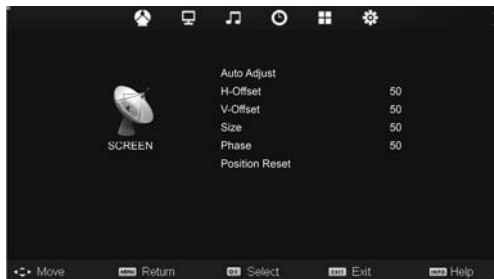 Auto Adjust
H-Offset 50
V-Offset 50
Size 50
Phase 50
Position Reset
SCREEN
Move MENU Return OK Select EXIT Exit INFO Help